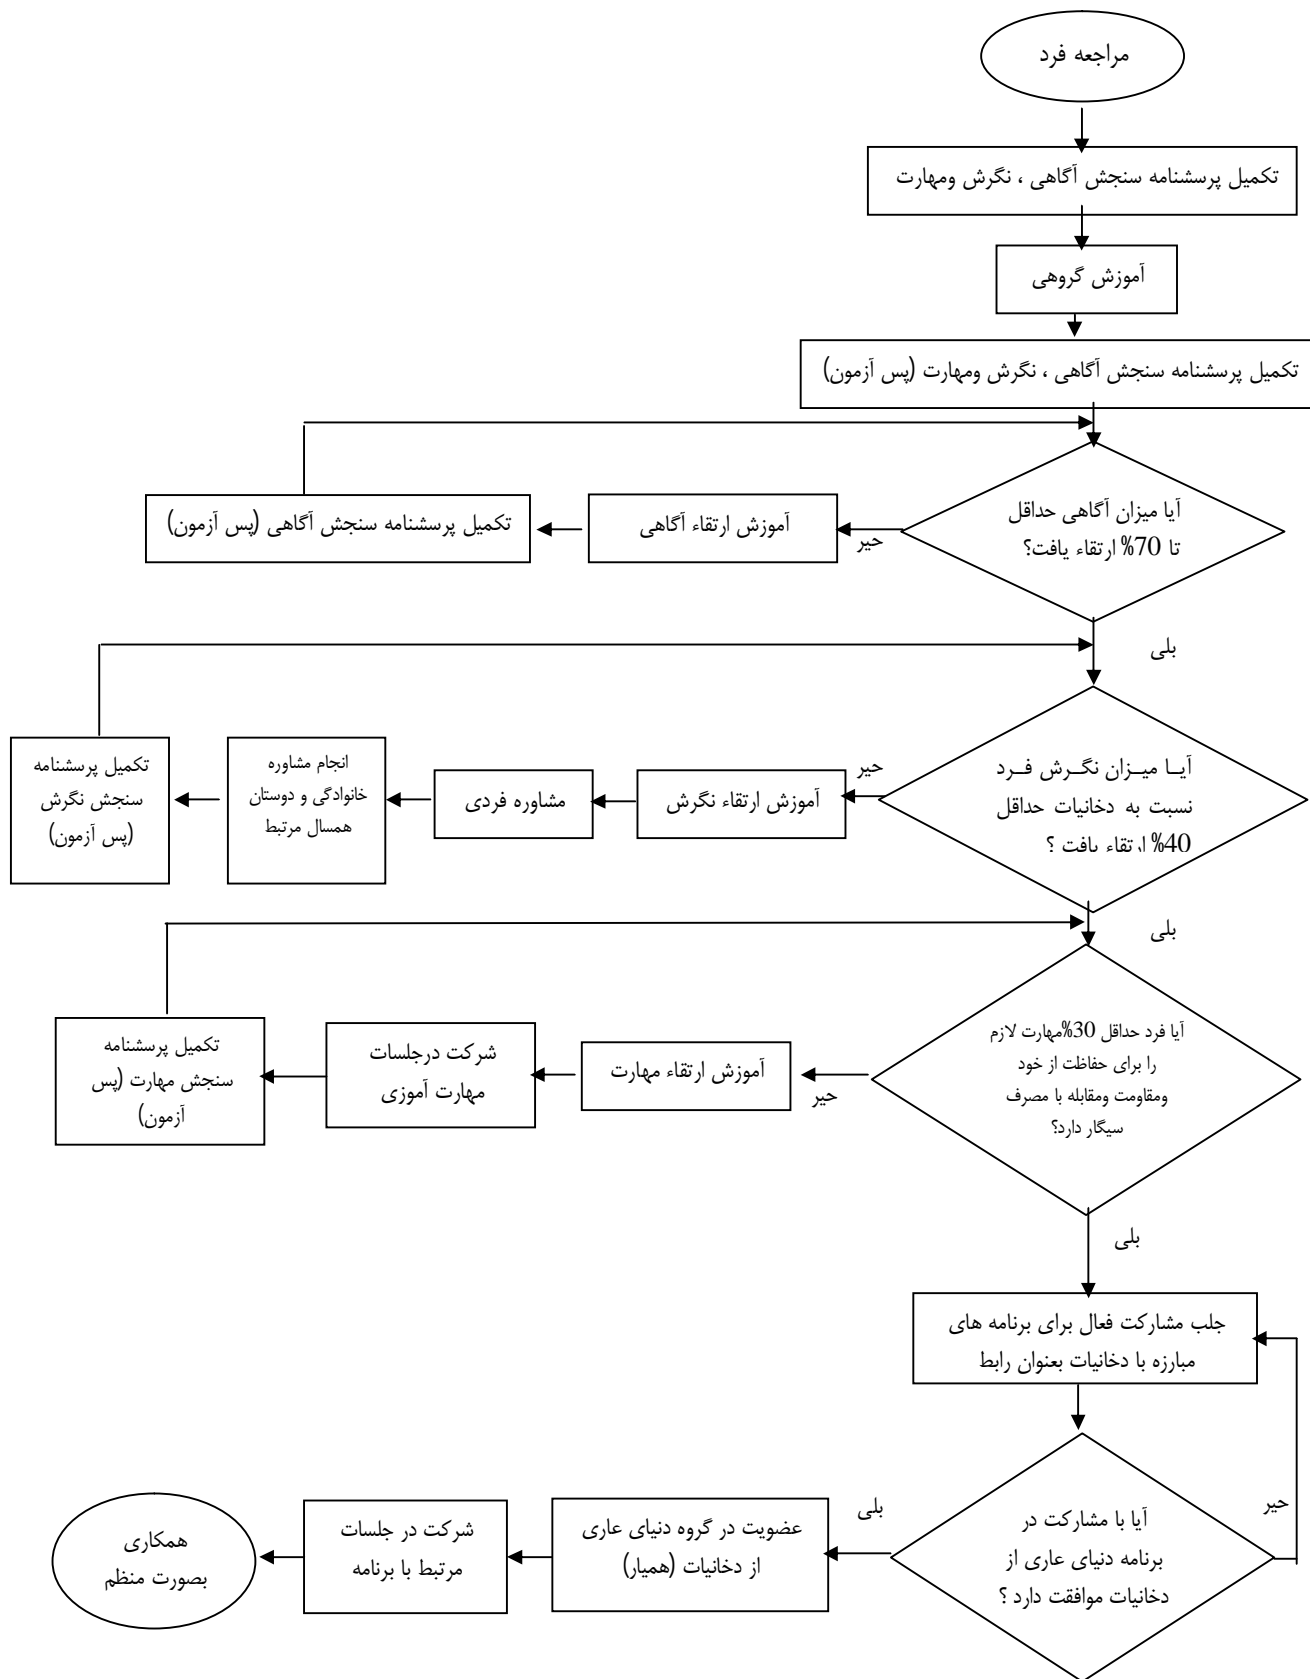 مراجعه فرد
تکمیل پرسشنامه سنجش آگاهی ، نگرش ومهارت
آموزش گروهی
تکمیل پرسشنامه سنجش آگاهی ، نگرش ومهارت (پس آزمون)
آیا میزان آگاهی حداقل
تا 70% ارتقاء یافت؟
حیر
آموزش ارتقاء آگاهی
تکمیل پرسشنامه سنجش آگاهی (پس آزمون)
بلی
آیـا میـزان نگـرش فـرد
نسبت به دخانیات حداقل
40% ارتقاء یافت ؟
حیر
آموزش ارتقاء نگرش
مشاوره فردی
انجام مشاوره
خانوادگی و دوستان
همسال مرتبط
تکمیل پرسشنامه
سنجش نگرش
(پس آزمون)
بلی
آیا فرد حداقل 30%مهارت لازم
را برای حفاظت از خود
ومقاومت ومقابله با مصرف
سیگار دارد؟
حیر
آموزش ارتقاء مهارت
شرکت درجلسات
مهارت آموزی
تکمیل پرسشنامه
سنجش مهارت (پس
آزمون)
بلی
جلب مشارکت فعال برای برنامه های
مبارزه با دخانیات بعنوان رابط
آیا با مشارکت در
برنامه دنیای عاری از
دخانیات موافقت دارد ؟
حیر
بلی
عضویت در گروه دنیای عاری
از دخانیات (همیار)
شرکت در جلسات
مرتبط با برنامه
همکاری
بصورت منظم